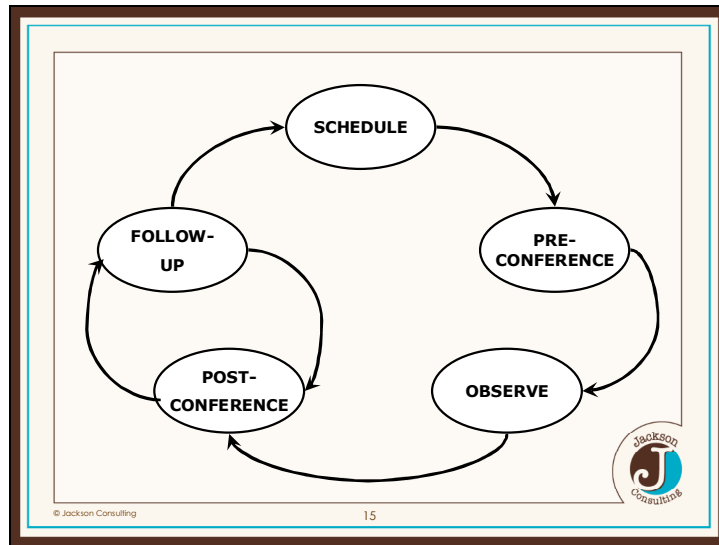 SCHEDULE
FOLLOW-
UP
PRE-
CONFERENCE
POST-
CONFERENCE
OBSERVE
Jackson
J
Consulting
© Jackson Consulting
15